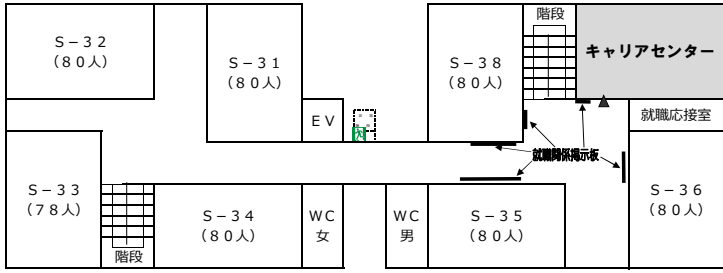 階段
S－３２
（８０人）
S－３１
（８０人）
S－３８
（８０人）
キャリアセンター
EV
就職応接室
就職関係掲示板
S－３３
（７８人）
S－３４
（８０人）
WC
女
WC
男
S－３５
（８０人）
S－３６
（８０人）
階段